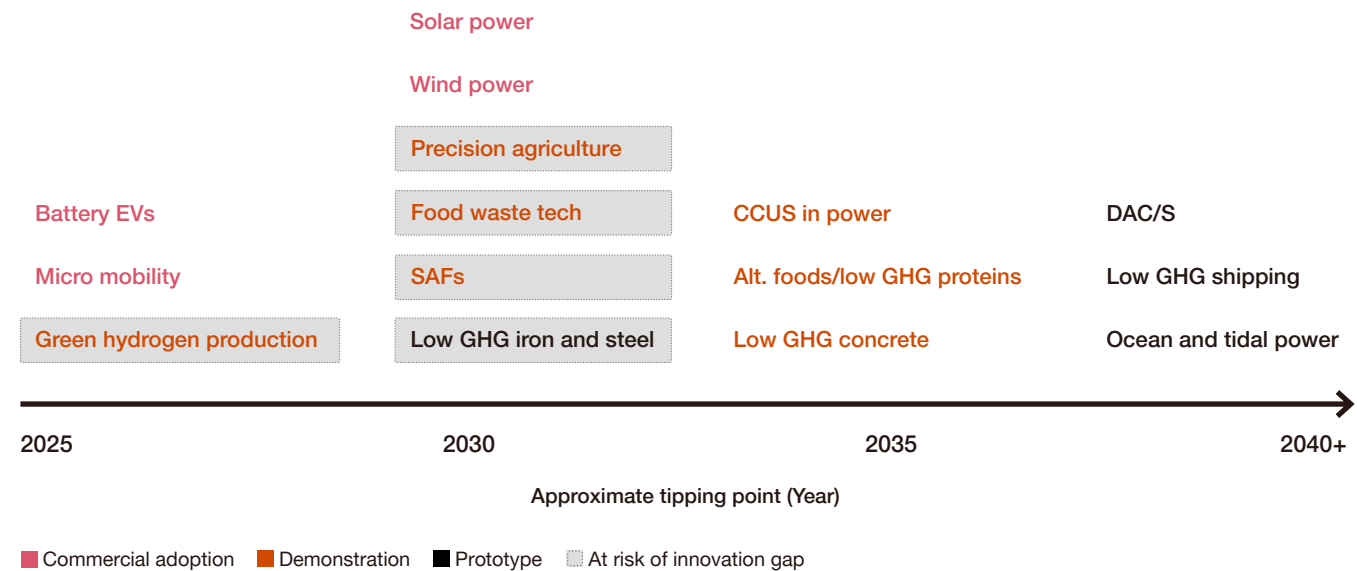 Solar power
Wind power
Precision agriculture
Battery EVs
Food waste tech
CCUS in power
DAC/S
Micro mobility
SAFs
Alt. foods/low GHG proteins
Low GHG shipping
Green hydrogen production
Low GHG iron and steel
Low GHG concrete
Ocean and tidal power
2025
2030
2035
2040+
Approximate tipping point (Year)
Commercial adoption
Demonstration
Prototype
At risk of innovation gap